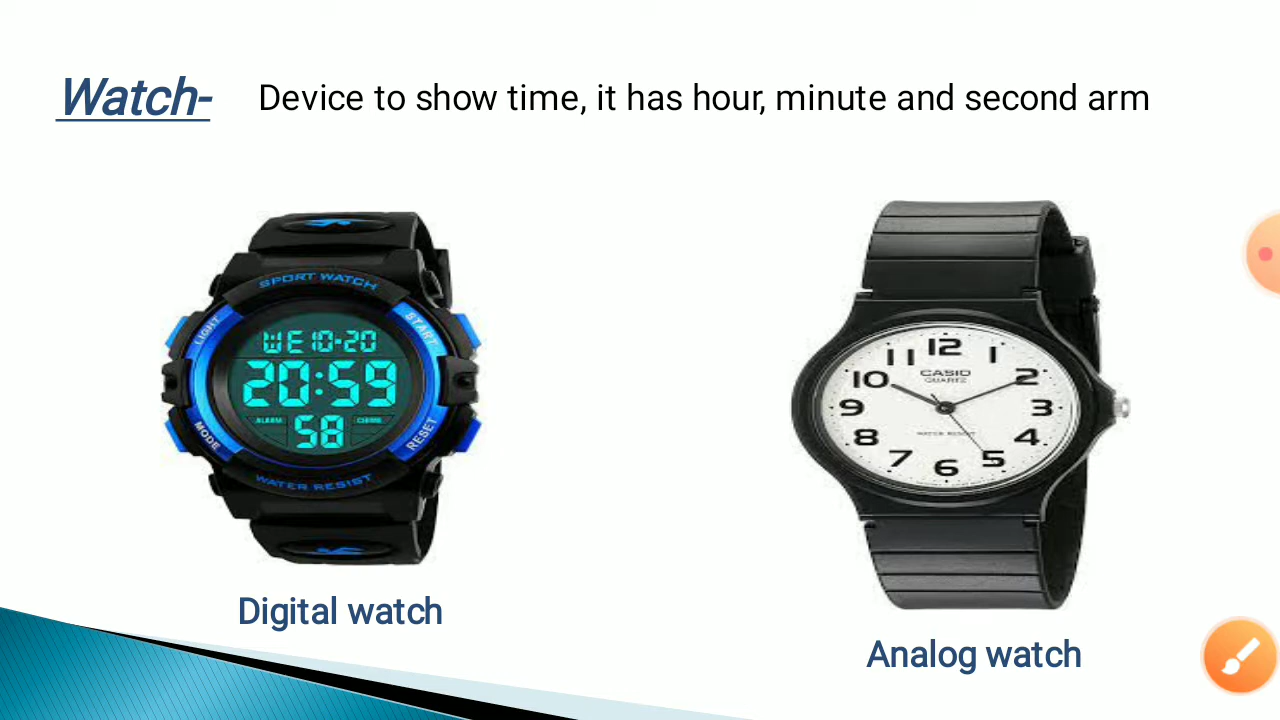 Watch- Device to show time, it has hour, minute and second arm
SPORT WATCH
LIGHT
START
WE10-20
20:59
ALARM
CHIME
58
MODE
RESET
WATER RESIST
12
11
1
CASIO
QUARTZ
10
2
9
3
WATER RESIST
8
4
7
5
6
Digital watch
Analog watch